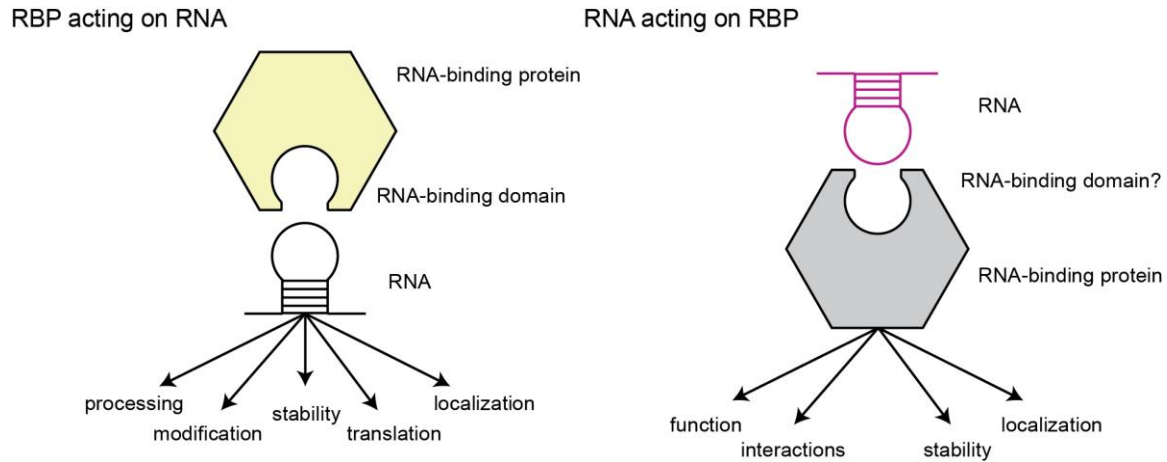 RBP acting on RNA
RNA-binding protein
RNA-binding domain
RNA
processing
modification
stability
translation
localization
RNA acting on RBP
RNA
RNA-binding domain?
RNA-binding protein
function
interactions
stability
localization